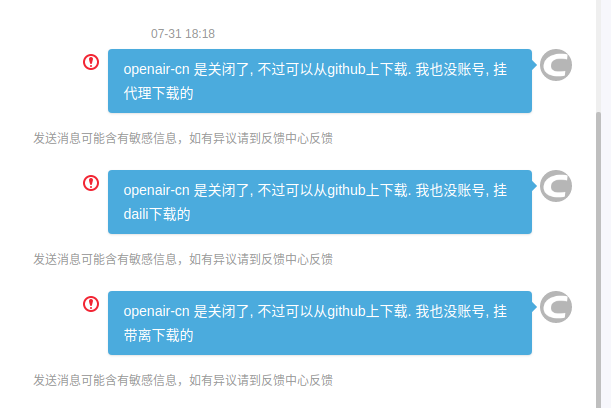 07-31 18:18
openair-cn 是关闭了, 不过可以从github上下载. 我也没账号, 挂
代理下载的
发送消息可能含有敏感信息，如有异议请到反馈中心反馈
openair-cn 是关闭了, 不过可以从github上下载. 我也没账号, 挂
daili下载的
发送消息可能含有敏感信息，如有异议请到反馈中心反馈
openair-cn 是关闭了, 不过可以从github上下载. 我也没账号, 挂
带离下载的
发送消息可能含有敏感信息，如有异议请到反馈中心反馈